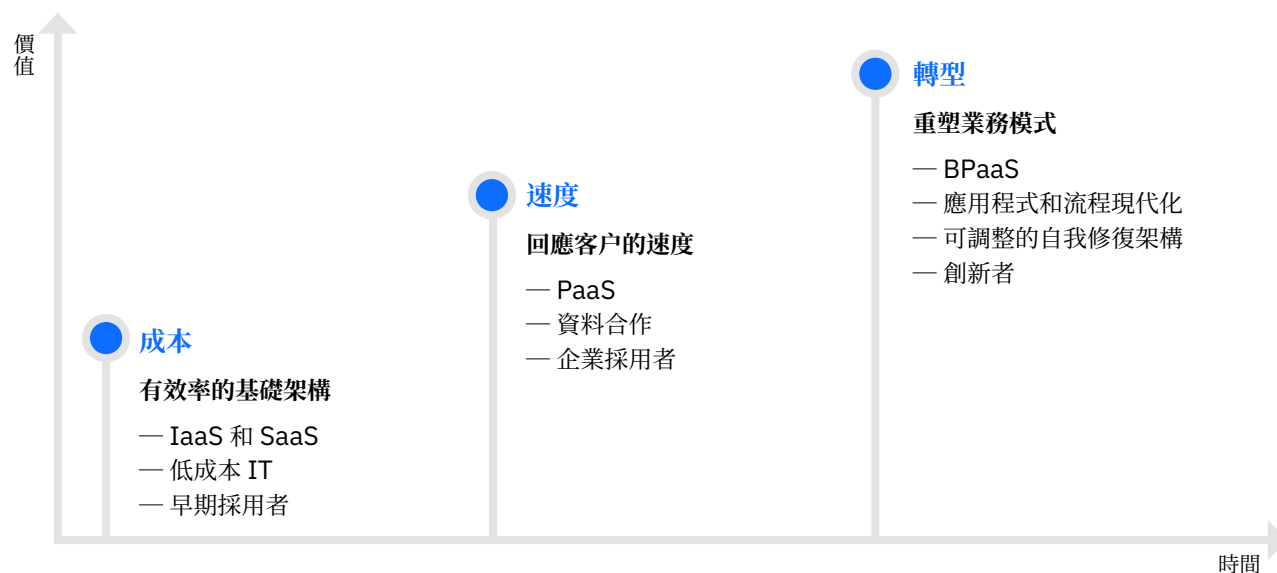 價值
轉型
重塑業務模式
— BPaaS
— 應用程式和流程現代化
— 可調整的自我修復架構
— 創新者
速度
回應客户的速度
— PaaS
— 資料合作
— 企業採用者
成本
有效率的基礎架構
— IaaS 和 SaaS
— 低成本 IT
— 早期採用者
時間